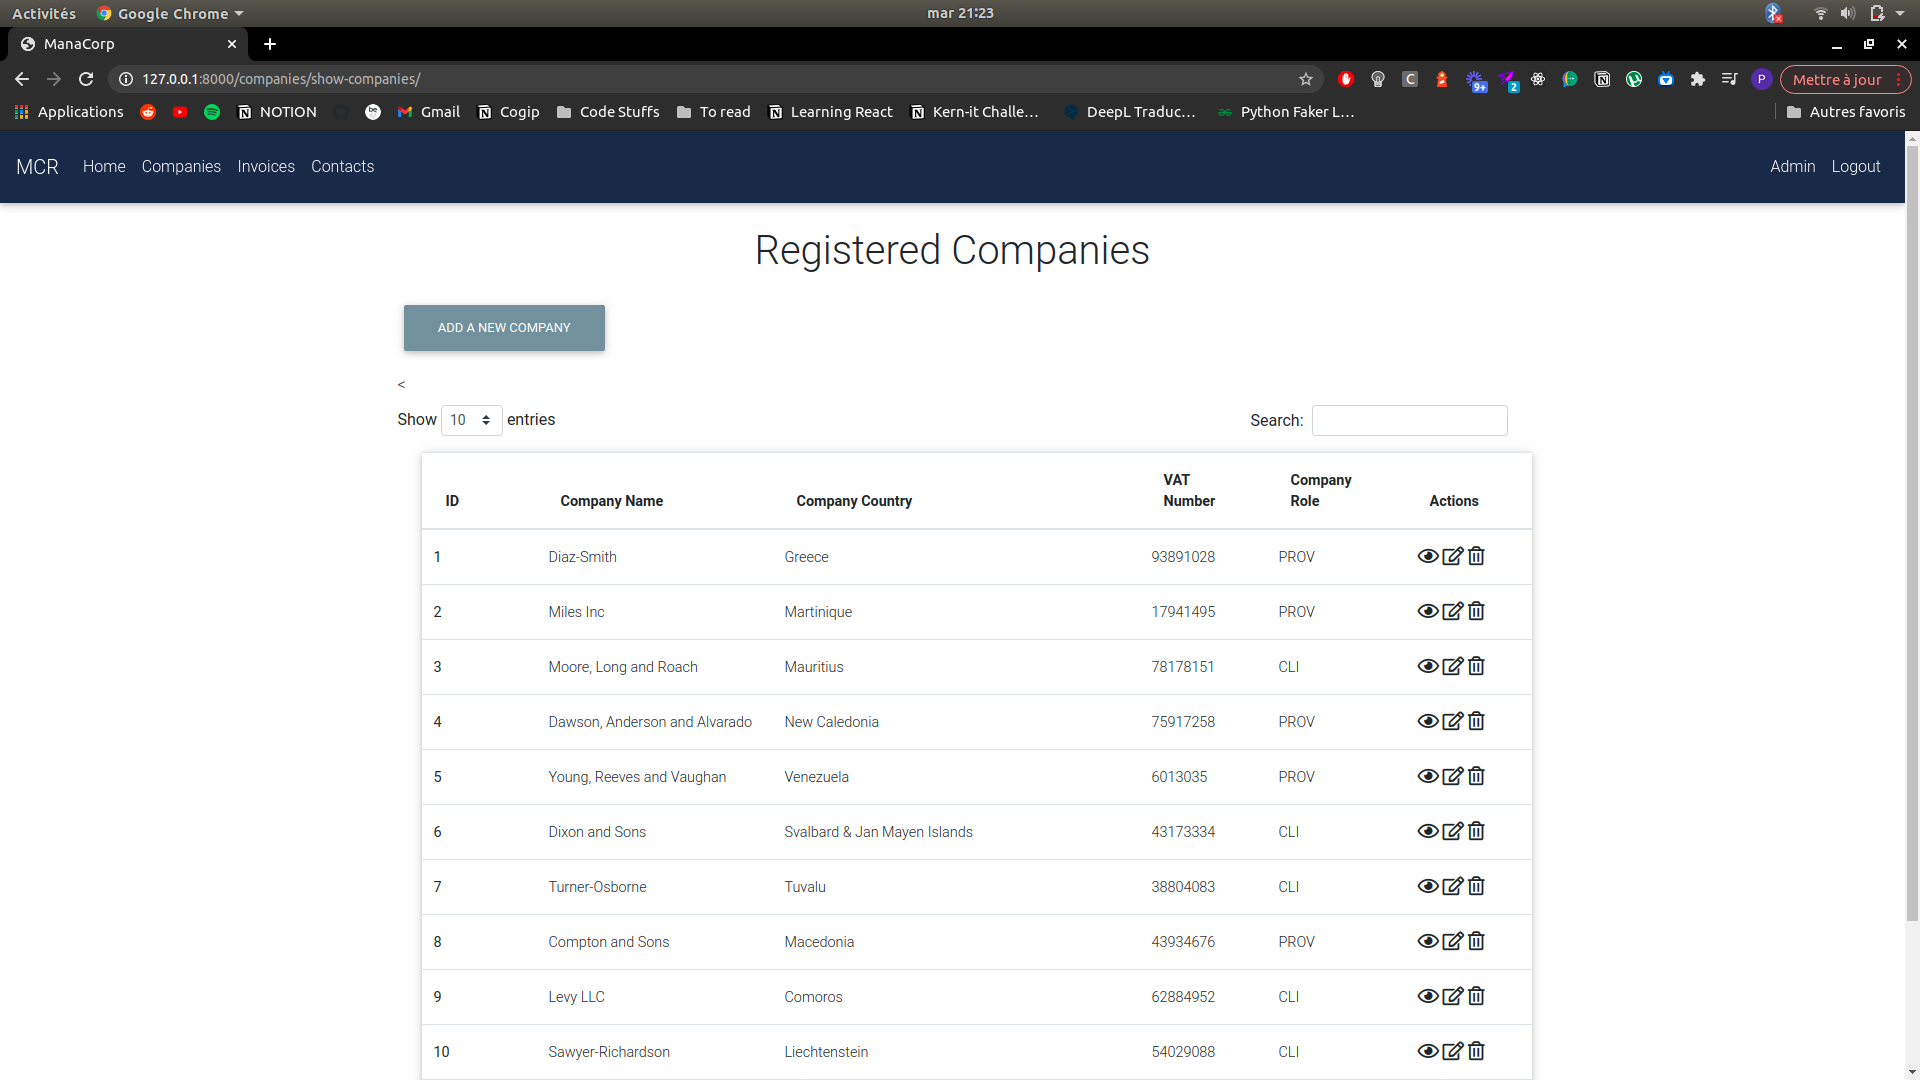 Activités Google Chrome mar 21:23
ManaCorp
127.0.0.1:8000/companies/show-companies/ C 9+ 2 P Mettre à jour
Applications NOTION Gmail Cogip Code Stuffs To read Learning React Kern-it Challe... DeepL Traduc... Python Faker L... Autres favoris
MCR Home Companies Invoices Contacts Admin Logout
Registered Companies
ADD A NEW COMPANY
<
Show 10 entries Search:
ID Company Name Company Country VAT Number Company Role Actions
1 Diaz-Smith Greece 93891028 PROV
2 Miles Inc Martinique 17941495 PROV
3 Moore, Long and Roach Mauritius 78178151 CLI
4 Dawson, Anderson and Alvarado New Caledonia 75917258 PROV
5 Young, Reeves and Vaughan Venezuela 6013035 PROV
6 Dixon and Sons Svalbard & Jan Mayen Islands 43173334 CLI
7 Turner-Osborne Tuvalu 38804083 CLI
8 Compton and Sons Macedonia 43934676 PROV
9 Levy LLC Comoros 62884952 CLI
10 Sawyer-Richardson Liechtenstein 54029088 CLI